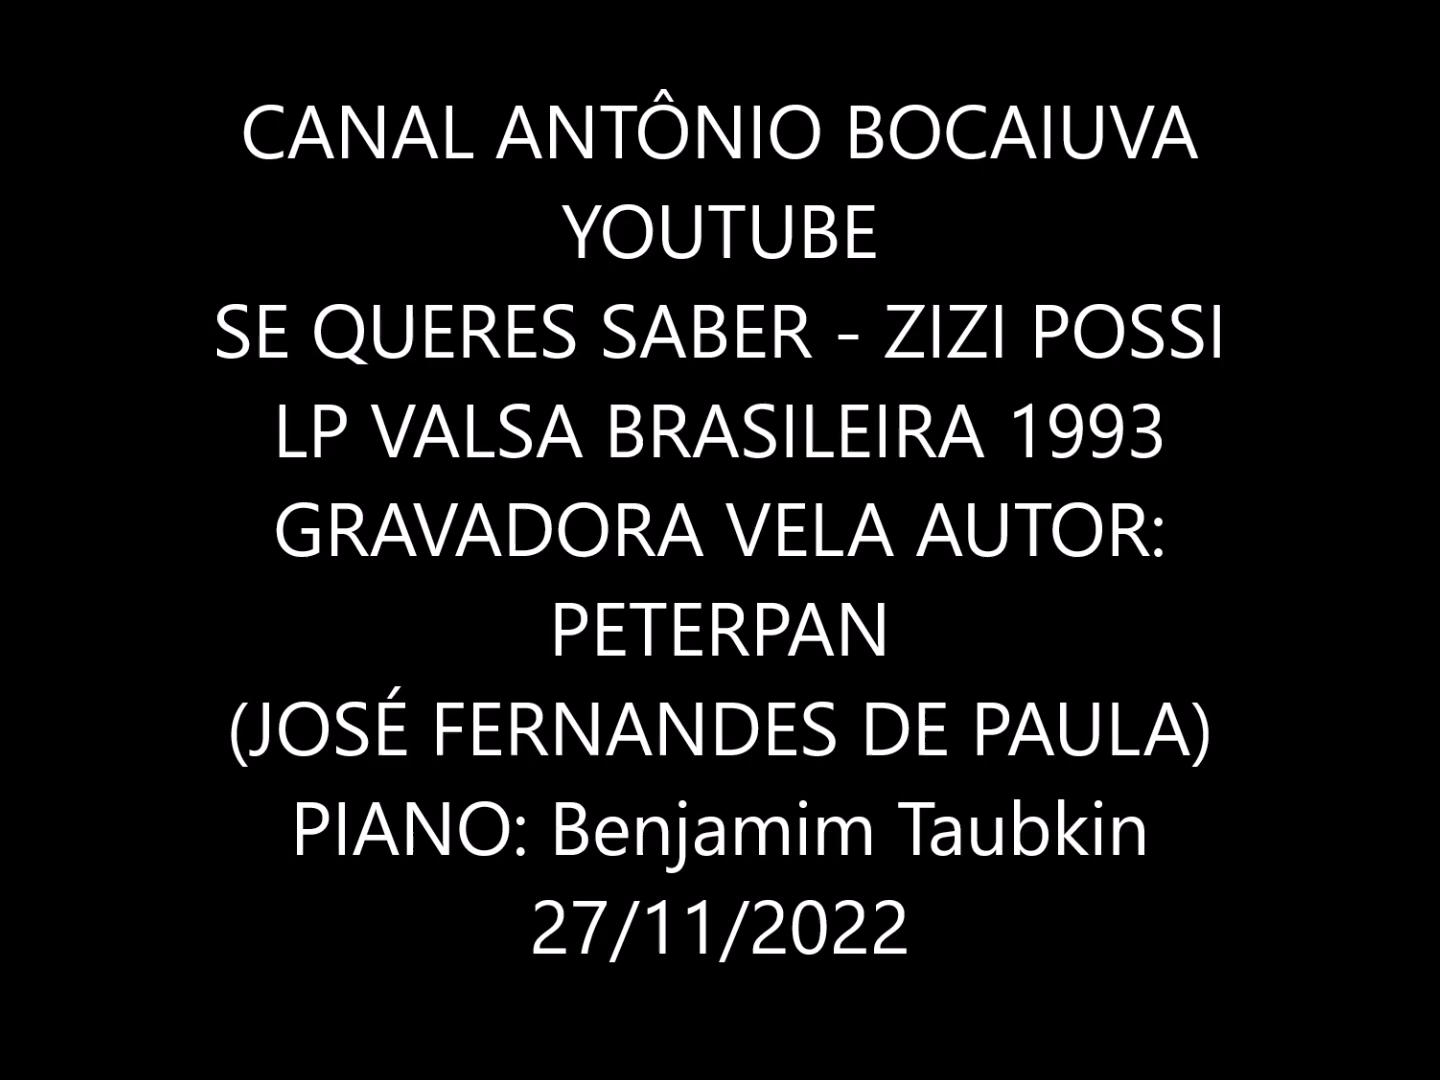 CANAL ANTÔNIO BOCAIUVA
YOUTUBE
SE QUERES SABER - ZIZI POSSI
LP VALSA BRASILEIRA 1993
GRAVADORA VELA AUTOR:
PETERPAN
(JOSÉ FERNANDES DE PAULA)
PIANO: Benjamim Taubkin
27/11/2022